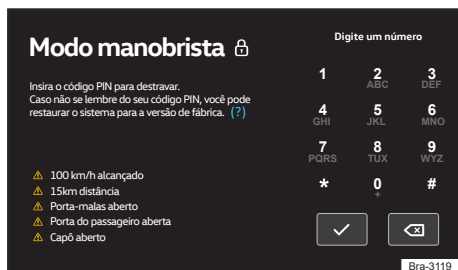 Modo manobrista
Insira o código PIN para destravar.
Caso não se lembre do seu código PIN, você pode
restaurar o sistema para a versão de fábrica. (?)
100 km/h alcançado
15km distância
Porta-malas aberto
Porta do passageiro aberta
Capô aberto
Digite um número
1 2 3
ABC DEF
4 5 6
GHI JKL MNO
7 8 9
PQRS TUX WYZ
* 0 #
+
Bra-3119